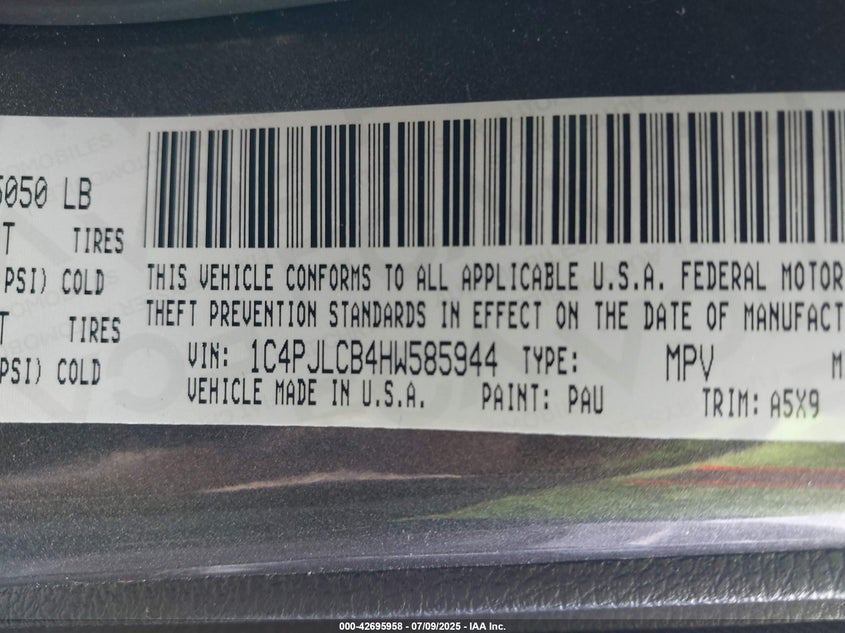 5050 LB
T TIRES
PSI) COLD
T TIRES
PSI) COLD
THIS VEHICLE CONFORMS TO ALL APPLICABLE U.S.A. FEDERAL MOTOR
THEFT PREVENTION STANDARDS IN EFFECT ON THE DATE OF MANUFACT
VIN: 1C4PJLCB4HW585944 TYPE: MPV M
VEHICLE MADE IN U.S.A. PAINT: PAU TRIM: A5X9
000-42695958 - 07/09/2025 - IAA Inc.